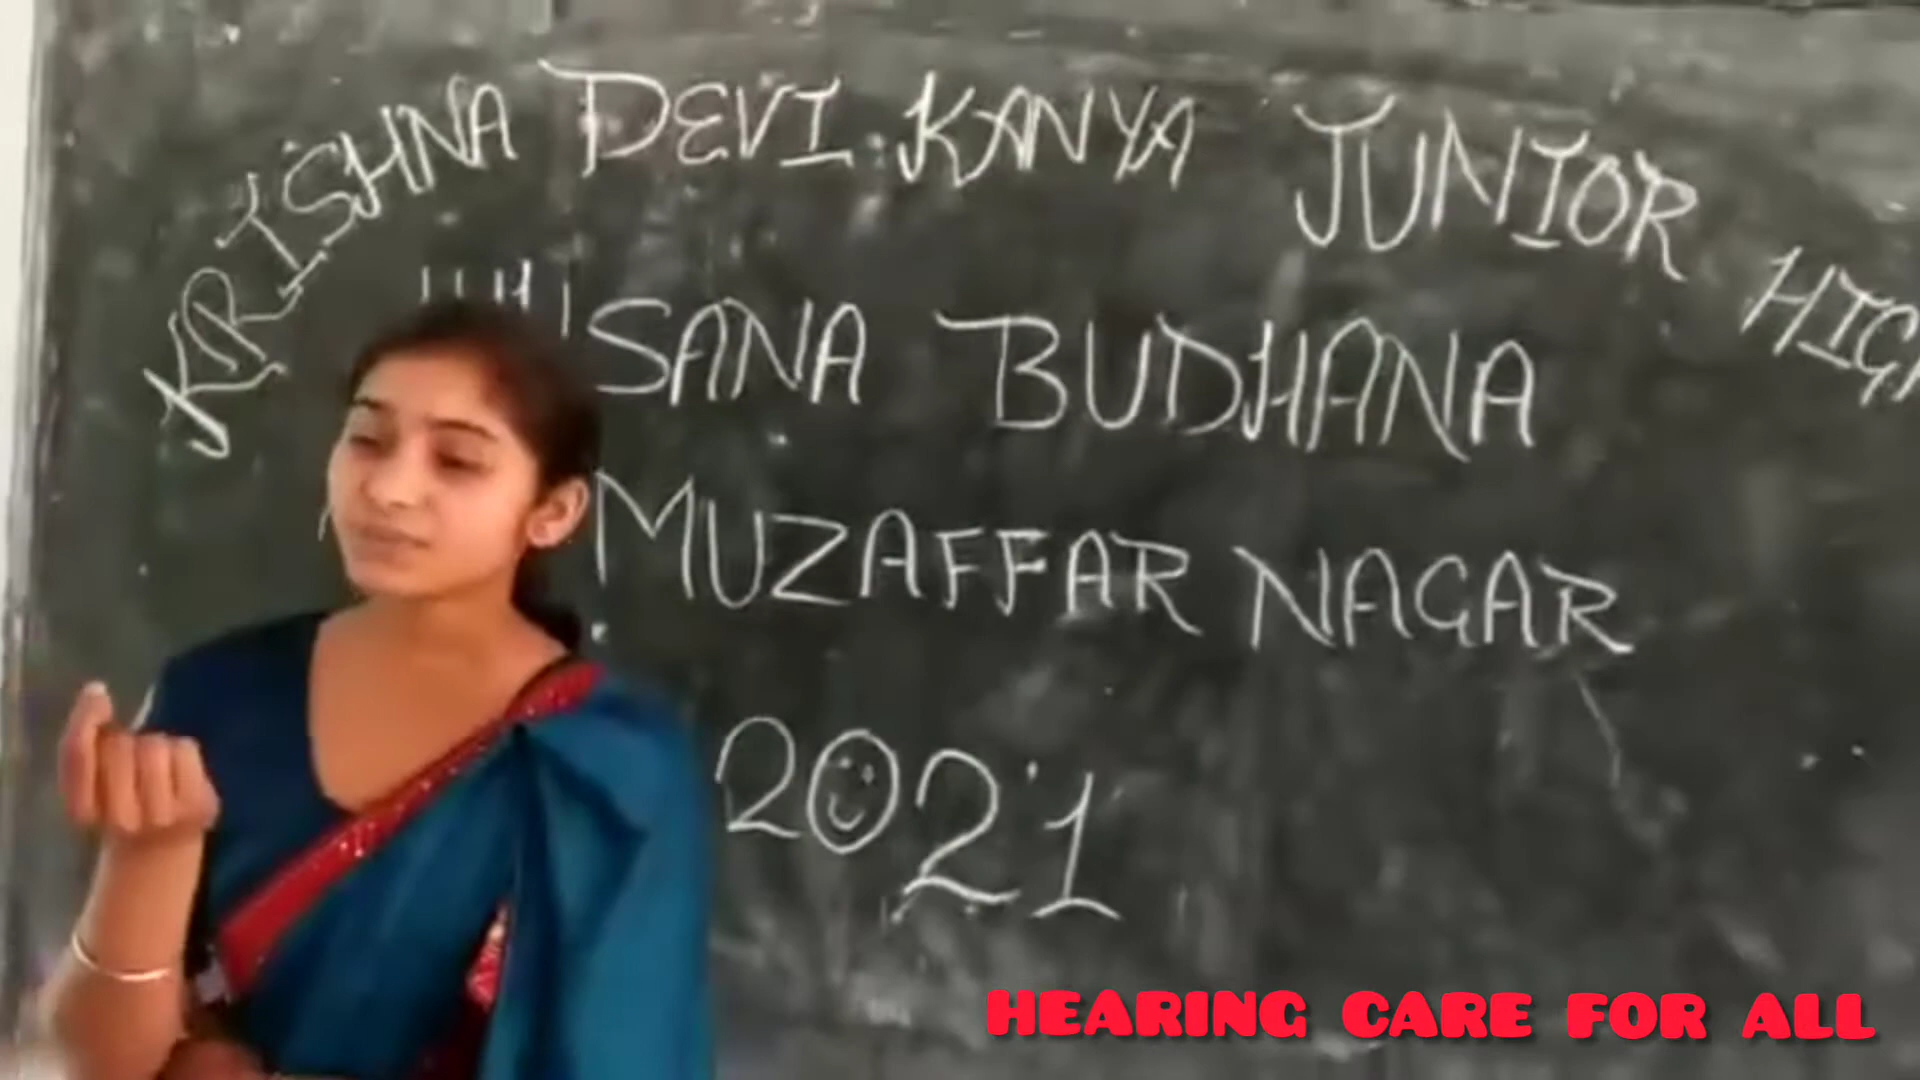 KRISHNA DEVI KANYA JUNIOR
SANA BUDHANA
MUZAFFAR NAGAR
2021
HEARING CARE FOR ALL